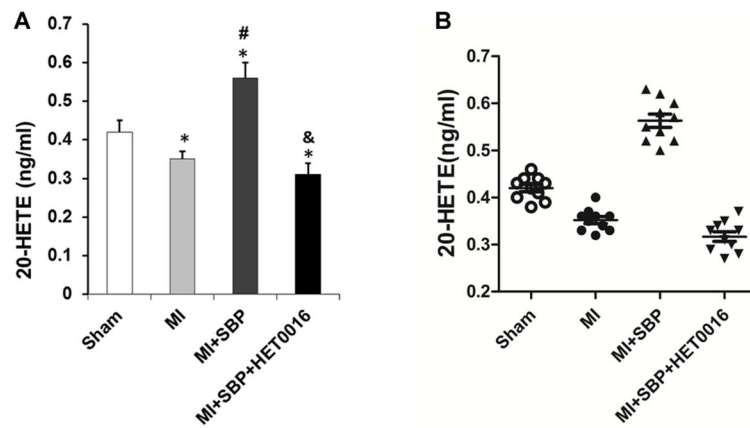 A
20-HETE (ng/ml)
0.7
0.6
0.5
0.4
0.3
0.2
0.1
0
*
#
*
&
*
Sham
MI
MI+SBP
MI+SBP+HET0016
B
20-HETE(ng/ml)
0.7
0.6
0.5
0.4
0.3
0.2
Sham
MI
MI+SBP
MI+SBP+HET0016